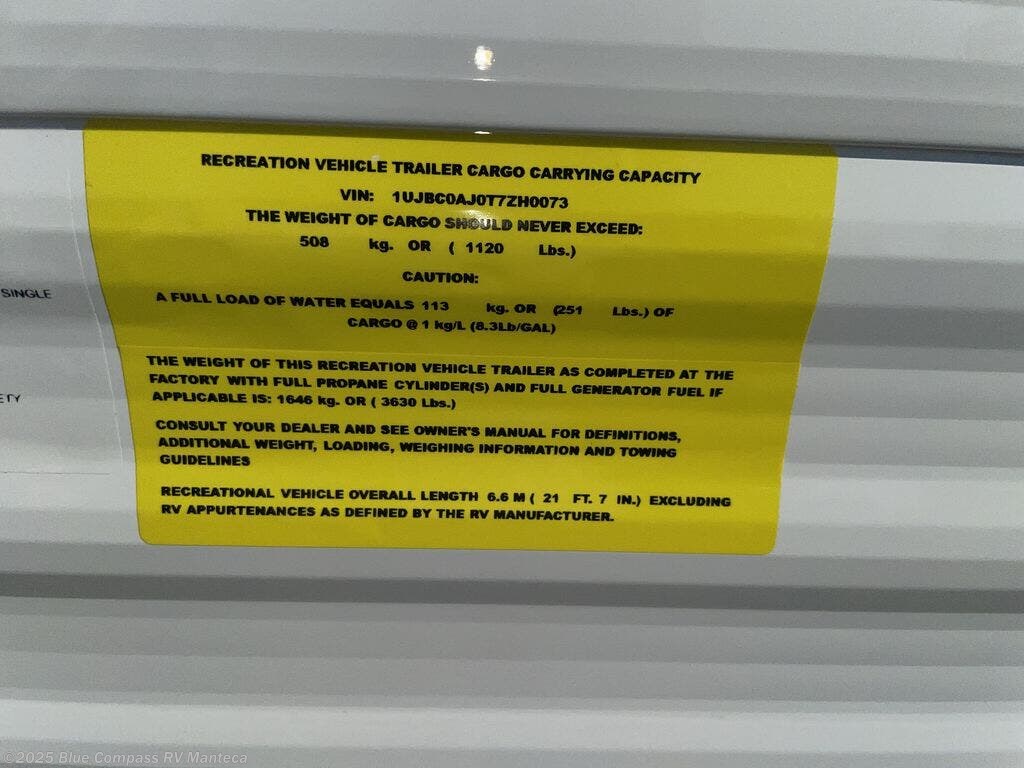 RECREATION VEHICLE TRAILER CARGO CARRYING CAPACITY
VIN: 1UJBC0AJ0T7ZH0073
THE WEIGHT OF CARGO SHOULD NEVER EXCEED:
508 kg. OR ( 1120 Lbs.)
CAUTION:
A FULL LOAD OF WATER EQUALS 113 kg. OR (251 Lbs.) OF
CARGO @ 1 kg/L (8.3Lb/GAL)
SINGLE
THE WEIGHT OF THIS RECREATION VEHICLE TRAILER AS COMPLETED AT THE
FACTORY WITH FULL PROPANE CYLINDER(S) AND FULL GENERATOR FUEL IF
APPLICABLE IS: 1646 kg. OR ( 3630 Lbs.)
CONSULT YOUR DEALER AND SEE OWNER'S MANUAL FOR DEFINITIONS,
ADDITIONAL WEIGHT, LOADING, WEIGHING INFORMATION AND TOWING
GUIDELINES
RECREATIONAL VEHICLE OVERALL LENGTH 6.6 M ( 21 FT. 7 IN.) EXCLUDING
RV APPURTENANCES AS DEFINED BY THE RV MANUFACTURER.
©2025 Blue Compass RV Manteca